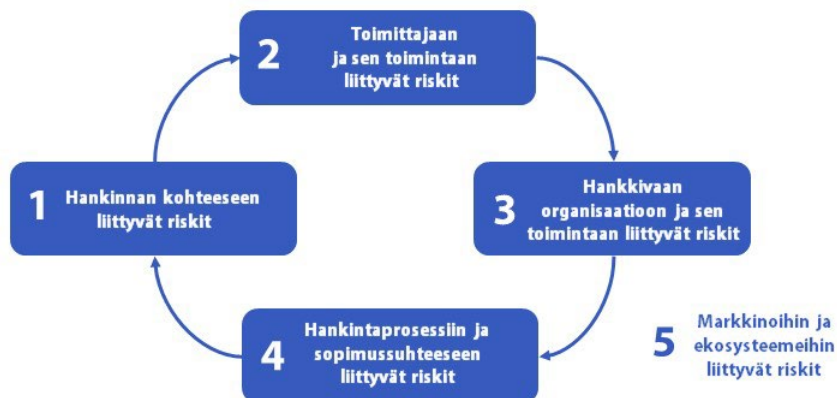 1
Hankinnan kohteeseen
liittyvät riskit
2
Toimittajaan
ja sen toimintaan
liittyvät riskit
3
Hankkivaan
organisaatioon ja sen
toimintaan liittyvät riskit
4
Hankintaprosessiin ja
sopimussuhteeseen
liittyvät riskit
5
Markkinoihin ja
ekosysteemeihin
liittyvät riskit